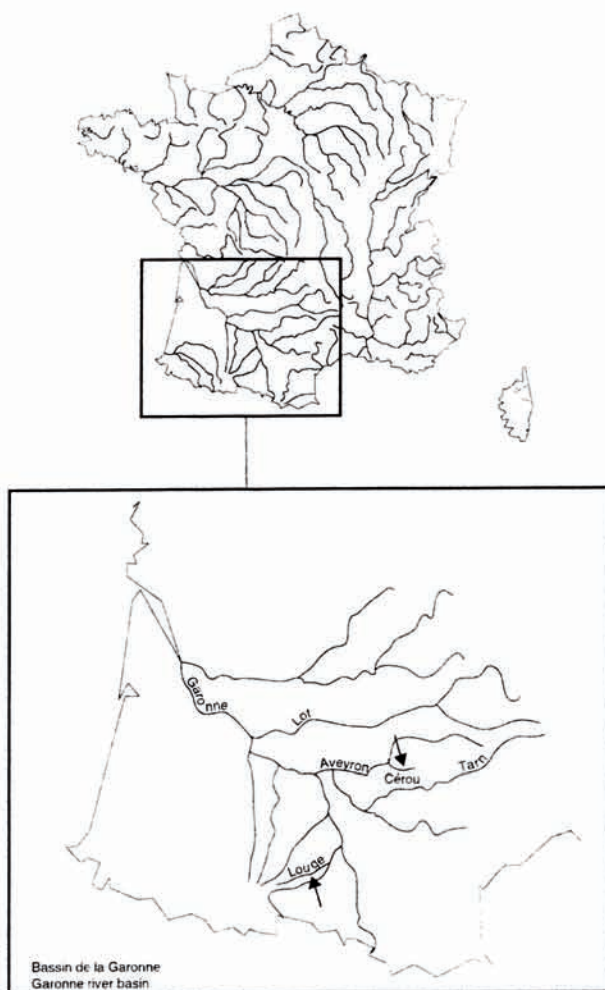 Garonne
Lot
Aveyron
Cérou
Tarn
Louge
Bassin de la Garonne
Garonne river basin